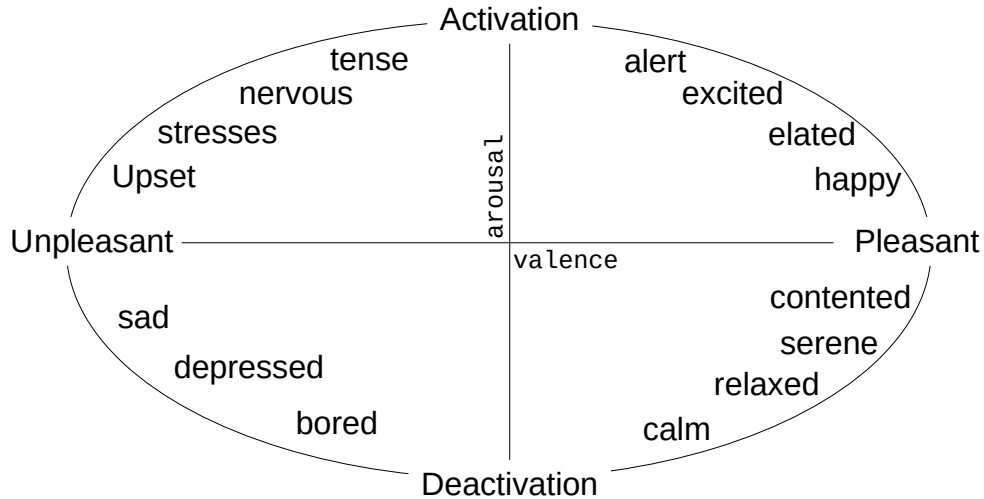 Activation
tense
alert
nervous
excited
stresses
elated
arousal
Upset
happy
Unpleasant
Pleasant
valence
contented
sad
serene
depressed
relaxed
bored
calm
Deactivation